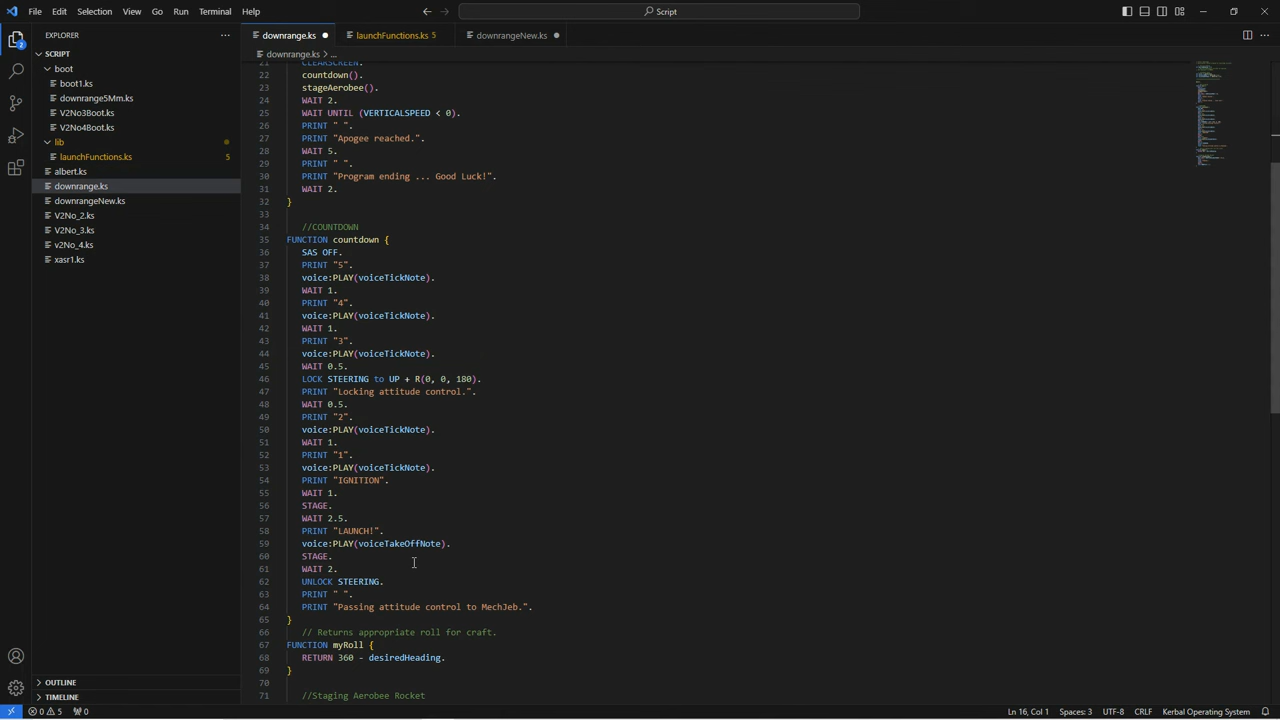 File Edit Selection View Go Run Terminal Help
Script
EXPLORER
SCRIPT
boot
boot1.ks
downrange5Mm.ks
V2No3Boot.ks
V2No4Boot.ks
lib
launchFunctions.ks 5
albert.ks
downrange.ks
downrangeNew.ks
V2No_2.ks
V2No_3.ks
v2No_4.ks
xasr1.ks
OUTLINE
TIMELINE
2
downrange.ks
launchFunctions.ks 5
downrangeNew.ks
downrange.ks > ...
21 CLEARSCREEN.
22 countdown().
23 stageAerobee().
24 WAIT 2.
25 WAIT UNTIL (VERTICALSPEED < 0).
26 PRINT " ".
27 PRINT "Apogee reached.".
28 WAIT 5.
29 PRINT " ".
30 PRINT "Program ending ... Good Luck!".
31 WAIT 2.
32 }
33
34 //COUNTDOWN
35 FUNCTION countdown {
36 SAS OFF.
37 PRINT "5".
38 voice:PLAY(voiceTickNote).
39 WAIT 1.
40 PRINT "4".
41 voice:PLAY(voiceTickNote).
42 WAIT 1.
43 PRINT "3".
44 voice:PLAY(voiceTickNote).
45 WAIT 0.5.
46 LOCK STEERING to UP + R(0, 0, 180).
47 PRINT "Locking attitude control.".
48 WAIT 0.5.
49 PRINT "2".
50 voice:PLAY(voiceTickNote).
51 WAIT 1.
52 PRINT "1".
53 voice:PLAY(voiceTickNote).
54 PRINT "IGNITION".
55 WAIT 1.
56 STAGE.
57 WAIT 2.5.
58 PRINT "LAUNCH!".
59 voice:PLAY(voiceTakeOffNote).
60 STAGE.
61 WAIT 2.
62 UNLOCK STEERING.
63 PRINT " ".
64 PRINT "Passing attitude control to MechJeb.".
65 }
66 // Returns appropriate roll for craft.
67 FUNCTION myRoll {
68 RETURN 360 - desiredHeading.
69 }
70
71 //Staging Aerobee Rocket
0 5 0
Ln 16, Col 1 Spaces: 3 UTF-8 CRLF Kerbal Operating System